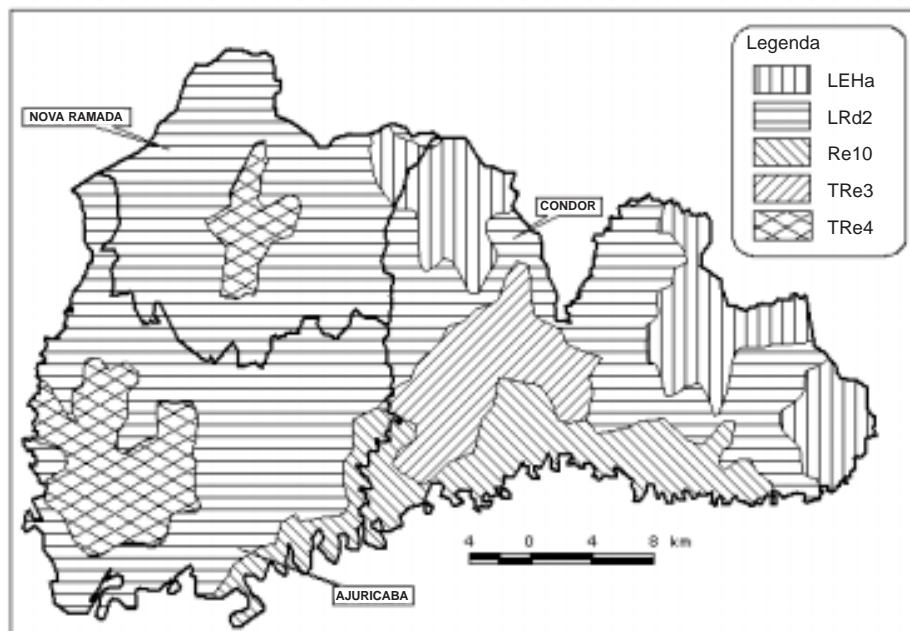 Legenda
LEHa
LRd2
Re10
TRe3
TRe4
NOVA RAMADA
CONDOR
AJURICABA
4 0 4 8 km